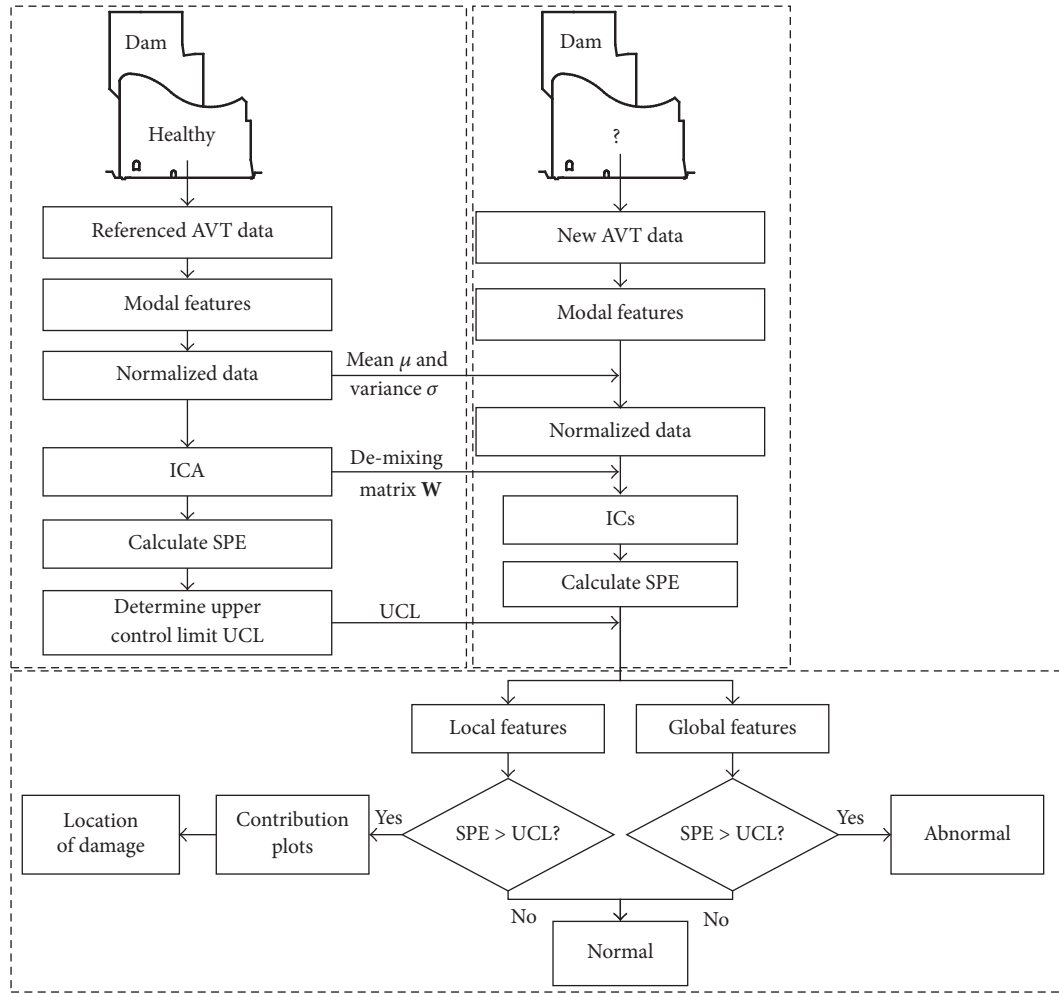 Dam
Healthy
Referenced AVT data
Modal features
Normalized data
ICA
Calculate SPE
Determine upper
control limit UCL
Mean μ and
variance σ
De-mixing
matrix W
UCL
Dam
?
New AVT data
Modal features
Normalized data
ICs
Calculate SPE
Local features
Global features
SPE > UCL?
SPE > UCL?
Yes
Contribution
plots
Location
of damage
Yes
Abnormal
No
No
Normal